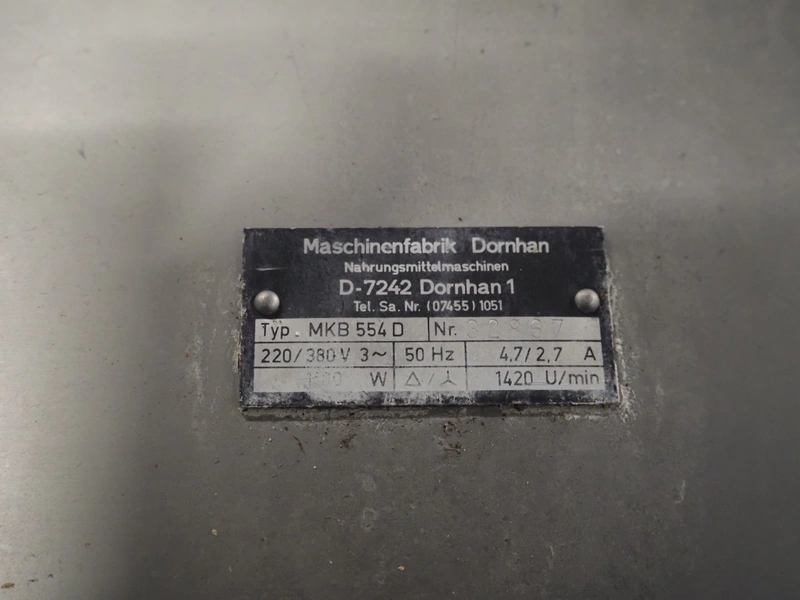 Maschinenfabrik Dornhan
Nahrungsmittelmaschinen
D-7242 Dornhan 1
Tel. Sa. Nr. (07455) 1051
Typ. MKB 554 D Nr.
220/380 V 3~ 50 Hz 4,7/2,7 A
W △/⅄ 1420 U/min